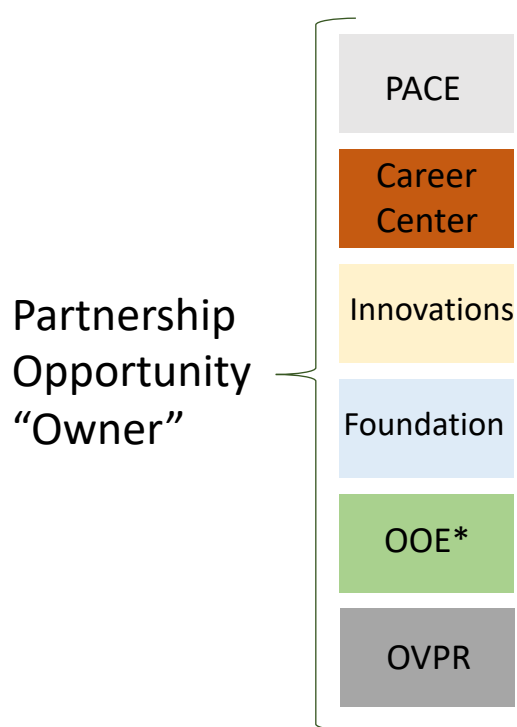 Partnership
Opportunity
“Owner”
PACE
Career
Center
Innovations
Foundation
OOE*
OVPR